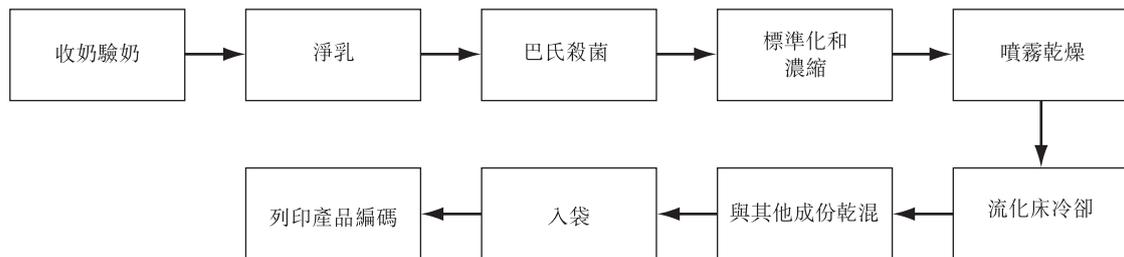 收奶驗奶
淨乳
巴氏殺菌
標準化和
濃缩
噴霧乾燥
流化床冷卻
與其他成份乾混
入袋
列印產品編碼